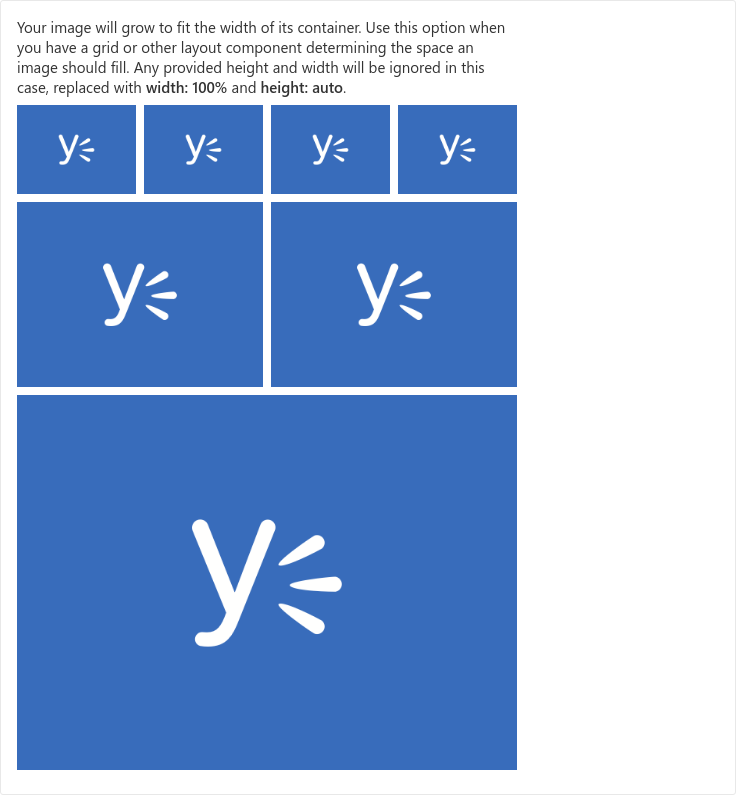 Your image will grow to fit the width of its container. Use this option when
you have a grid or other layout component determining the space an
image should fill. Any provided height and width will be ignored in this
case, replaced with width: 100% and height: auto.
y y y y
y y
y